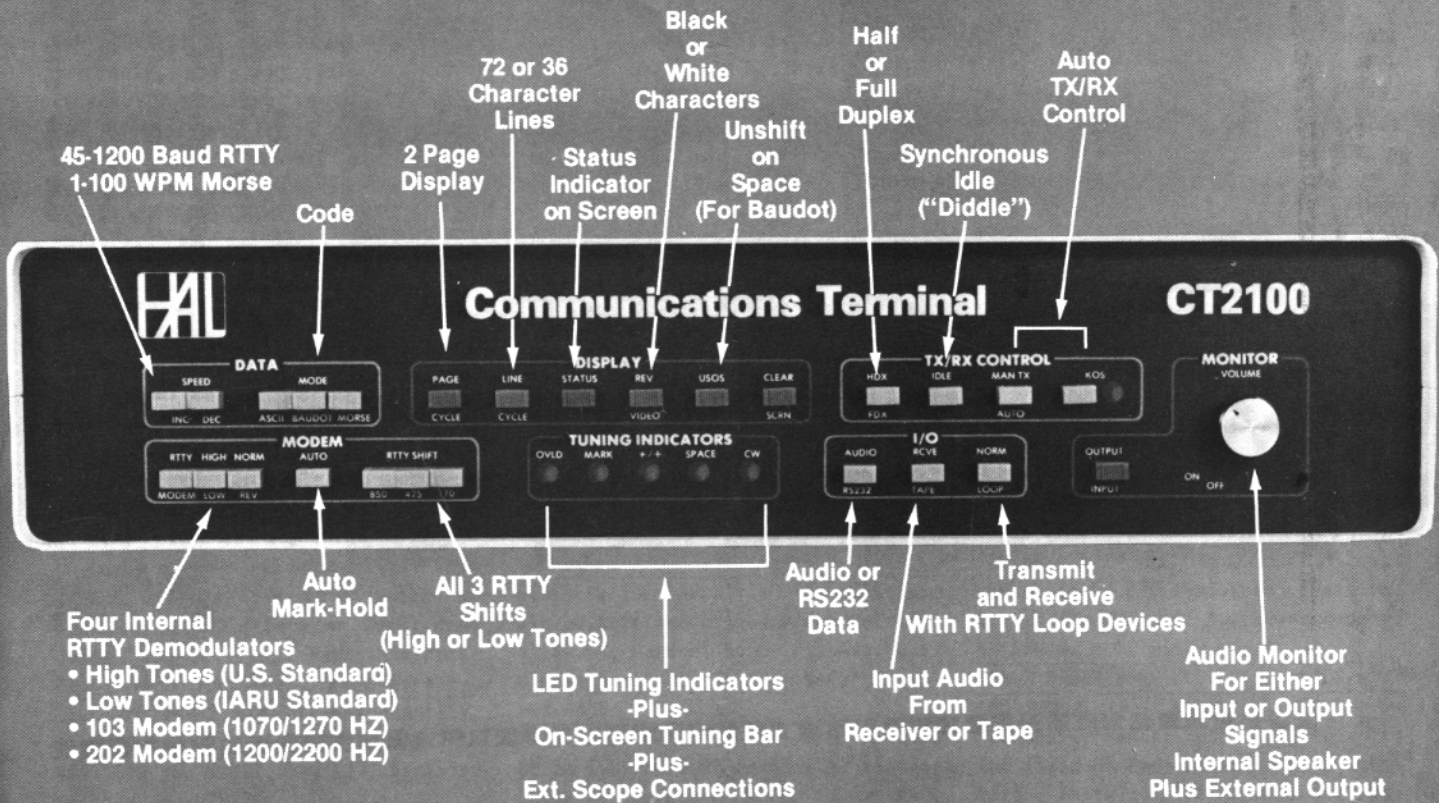 Black
or
White
Characters
Half
or
Full
Duplex
Auto
TX/RX
Control
72 or 36
Character
Lines
45-1200 Baud RTTY
1-100 WPM Morse
2 Page
Display
Status
Indicator
on Screen
Unshift
on
Space
(For Baudot)
Synchronous
Idle
("Diddle")
Code
HAL
Communications Terminal
CT2100
DATA
SPEED
MODE
INC DEC
ASCII BAUDOT MORSE
DISPLAY
PAGE LINE STATUS REV USOS CLEAR
CYCLE CYCLE VIDEO SCRN
TX/RX CONTROL
HDX IDLE MAN TX KOS
FDX AUTO
MONITOR
VOLUME
MODEM
RTTY HIGH NORM AUTO RTTY SHIFT
MODEM LOW REV 850 425 170
TUNING INDICATORS
OVLD MARK +/+ SPACE CW
I/O
AUDIO RCVE NORM
RS232 TAPE LOOP
OUTPUT
INPUT
ON
OFF
Four Internal
RTTY Demodulators
• High Tones (U.S. Standard)
• Low Tones (IARU Standard)
• 103 Modem (1070/1270 HZ)
• 202 Modem (1200/2200 HZ)
Auto
Mark-Hold
All 3 RTTY
Shifts
(High or Low Tones)
LED Tuning Indicators
-Plus-
On-Screen Tuning Bar
-Plus-
Ext. Scope Connections
Audio or
RS232
Data
Input Audio
From
Receiver or Tape
Transmit
and Receive
With RTTY Loop Devices
Audio Monitor
For Either
Input or Output
Signals
Internal Speaker
Plus External Output